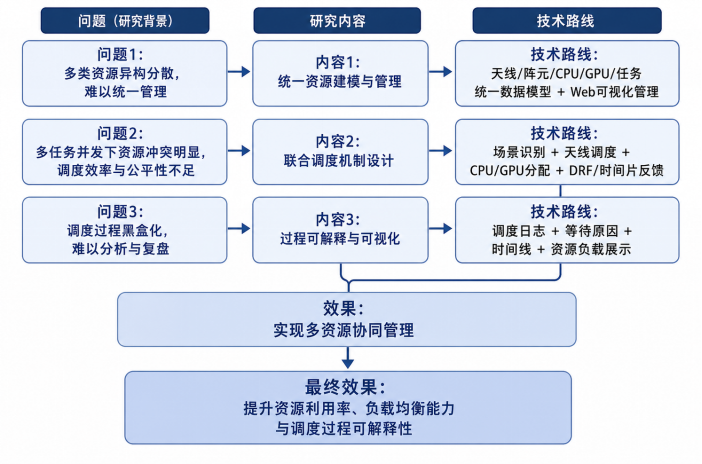 问题（研究背景）
研究内容
技术路线
问题1：
多类资源异构分散，
难以统一管理
内容1：
统一资源建模与管理
技术路线：
天线/阵元/CPU/GPU/任务
统一数据模型 + Web可视化管理
问题2：
多任务并发下资源冲突明显，
调度效率与公平性不足
内容2：
联合调度机制设计
技术路线：
场景识别 + 天线调度 +
CPU/GPU分配 + DRF/时间片反馈
问题3：
调度过程黑盒化，
难以分析与复盘
内容3：
过程可解释与可视化
技术路线：
调度日志 + 等待原因 +
时间线 + 资源负载展示
效果：
实现多资源协同管理
最终效果：
提升资源利用率、负载均衡能力
与调度过程可解释性